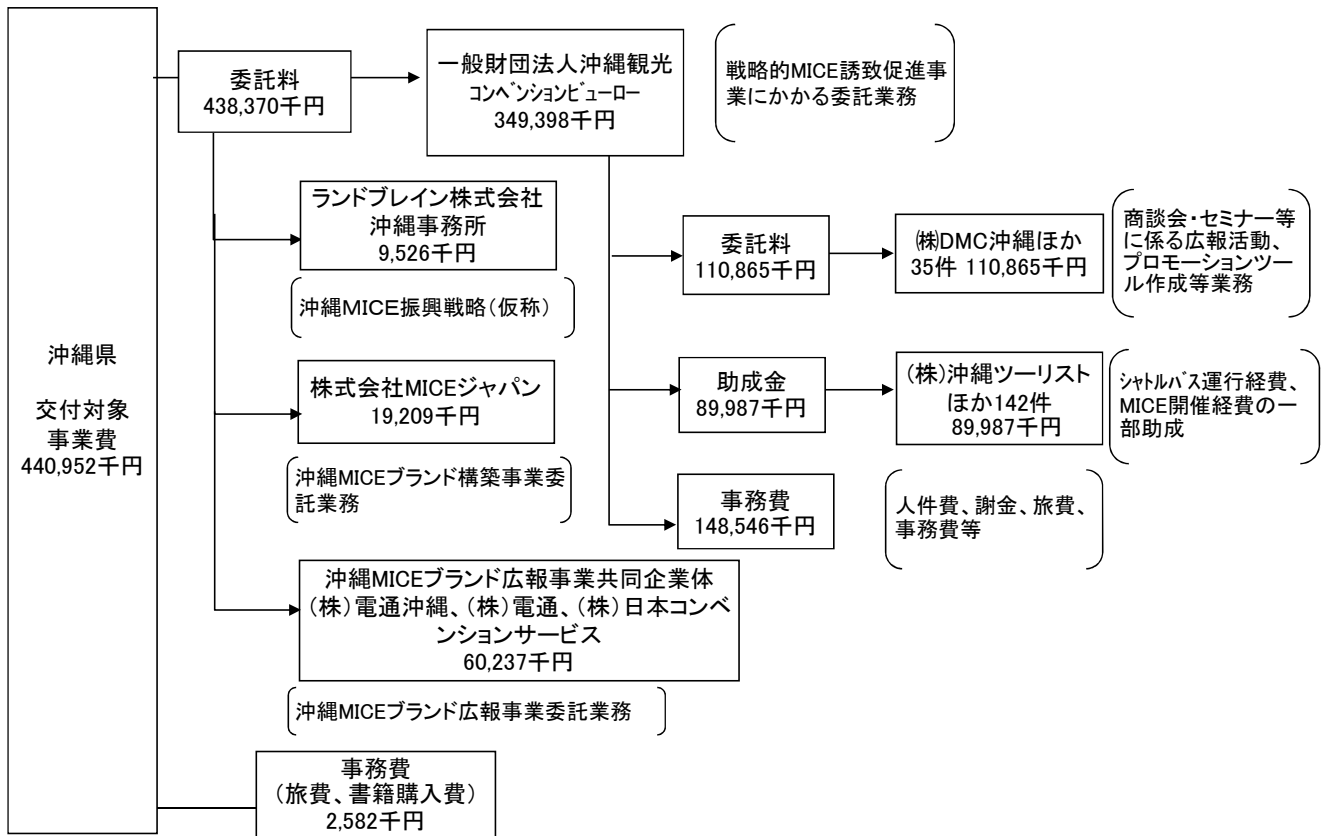 沖縄県
交付対象
事業費
440,952千円
委託料
438,370千円
一般財団法人沖縄観光
ｺﾝﾍﾞﾝｼｮﾝﾋﾞｭｰﾛｰ
349,398千円
戦略的MICE誘致促進事
業にかかる委託業務
ランドブレイン株式会社
沖縄事務所
9,526千円
沖縄MICE振興戦略(仮称)
株式会社MICEジャパン
19,209千円
沖縄MICEブランド構築事業委
託業務
沖縄MICEブランド広報事業共同企業体
(株)電通沖縄、(株)電通、(株)日本コンベ
ンションサービス
60,237千円
沖縄MICEブランド広報事業委託業務
事務費
(旅費、書籍購入費)
2,582千円
委託料
110,865千円
㈱DMC沖縄ほか
35件 110,865千円
商談会・セミナー等
に係る広報活動、
プロモーションツー
ル作成等業務
助成金
89,987千円
(株)沖縄ツーリスト
ほか142件
89,987千円
ｼｬﾄﾙﾊﾞｽ運行経費、
MICE開催経費の一
部助成
事務費
148,546千円
人件費、謝金、旅費、
事務費等